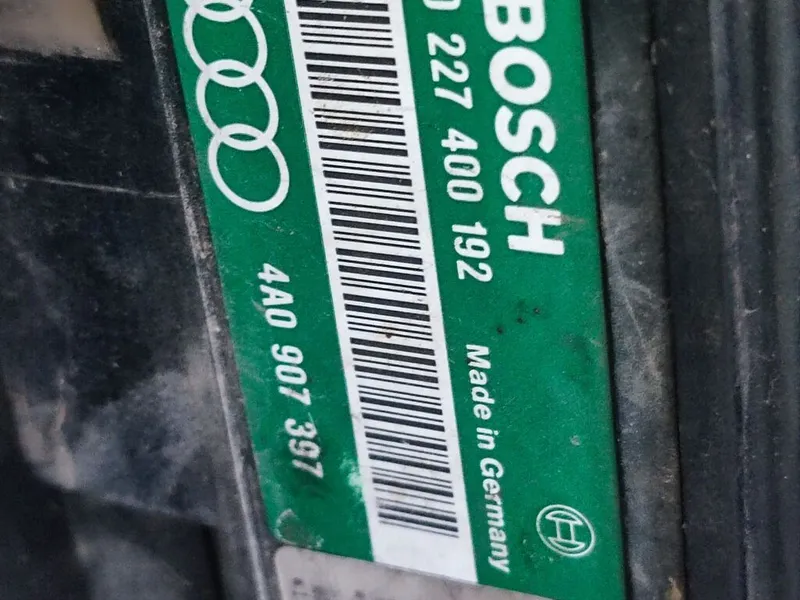 BOSCH
0 227 400 192
Made in Germany
4A0 907 397